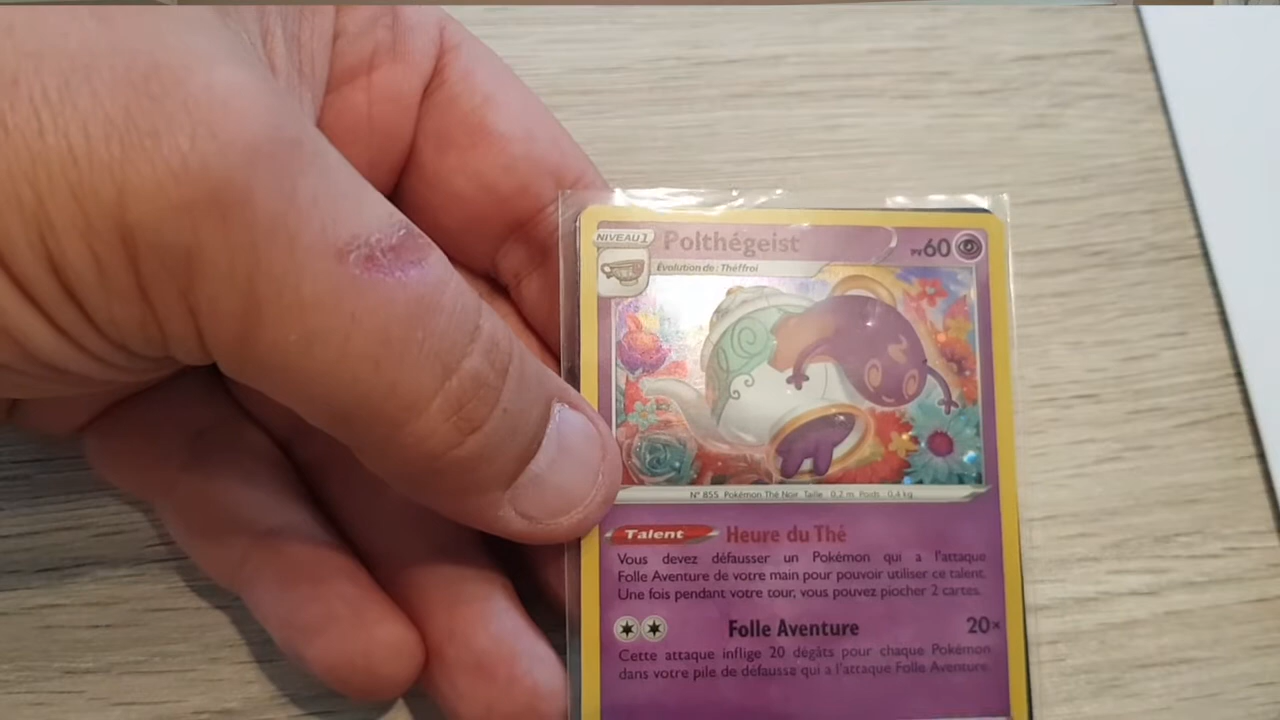 NIVEAU 1
Polthégeist
PV60
Évolution de : Théffroi
N° 855 Pokémon Thé Noir Taille : 0,2 m Poids : 0,4 kg
Talent Heure du Thé
Vous devez défausser un Pokémon qui a l'attaque
Folle Aventure de votre main pour pouvoir utiliser ce talent.
Une fois pendant votre tour, vous pouvez piocher 2 cartes.
Folle Aventure 20×
Cette attaque inflige 20 dégâts pour chaque Pokémon
dans votre pile de défausse qui a l'attaque Folle Aventure.